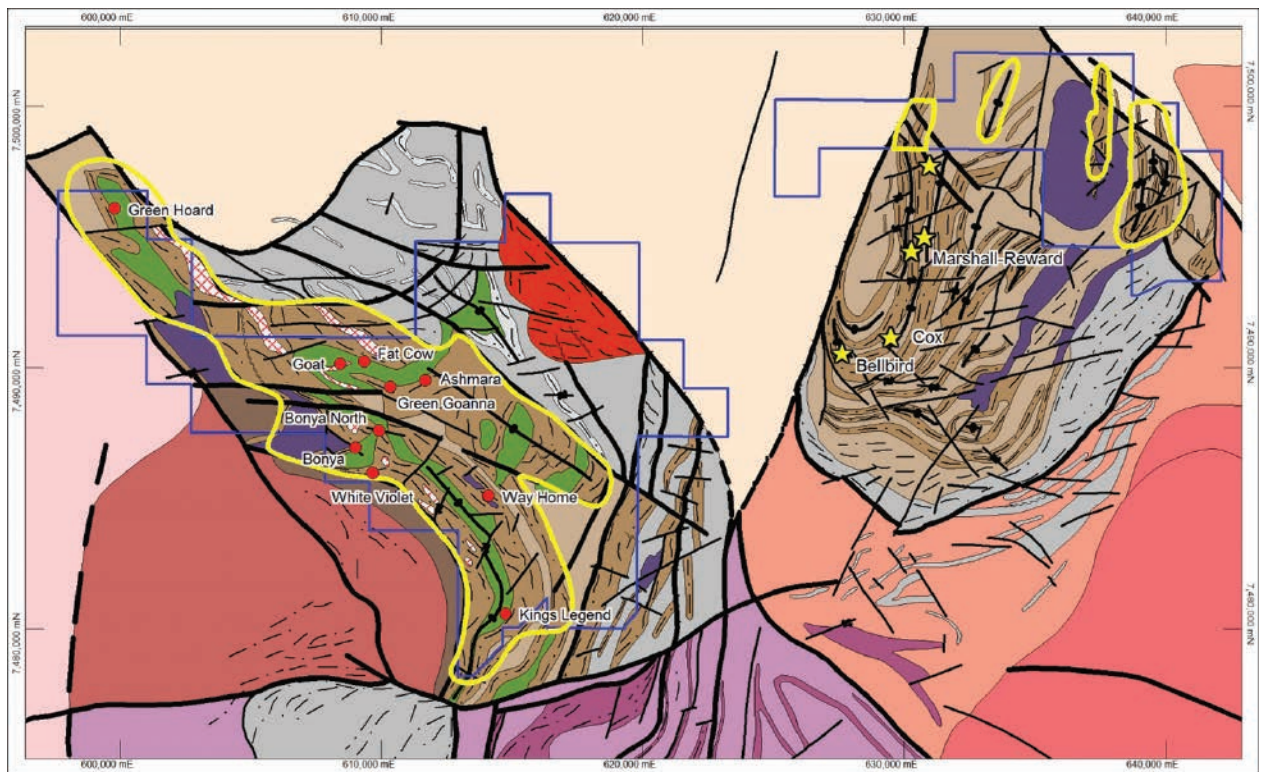 600,000 mE
610,000 mE
620,000 mE
630,000 mE
640,000 mE
7,500,000 mN
7,500,000 mN
Green Hoard
Marshall-Reward
Cox
Bellbird
Fat Cow
Goat
Ashmara
7,490,000 mN
7,490,000 mN
Green Goanna
Bonya North
Bonya
White Violet
Way Home
Kings Legend
7,480,000 mN
7,480,000 mN
600,000 mE
610,000 mE
620,000 mE
630,000 mE
640,000 mE